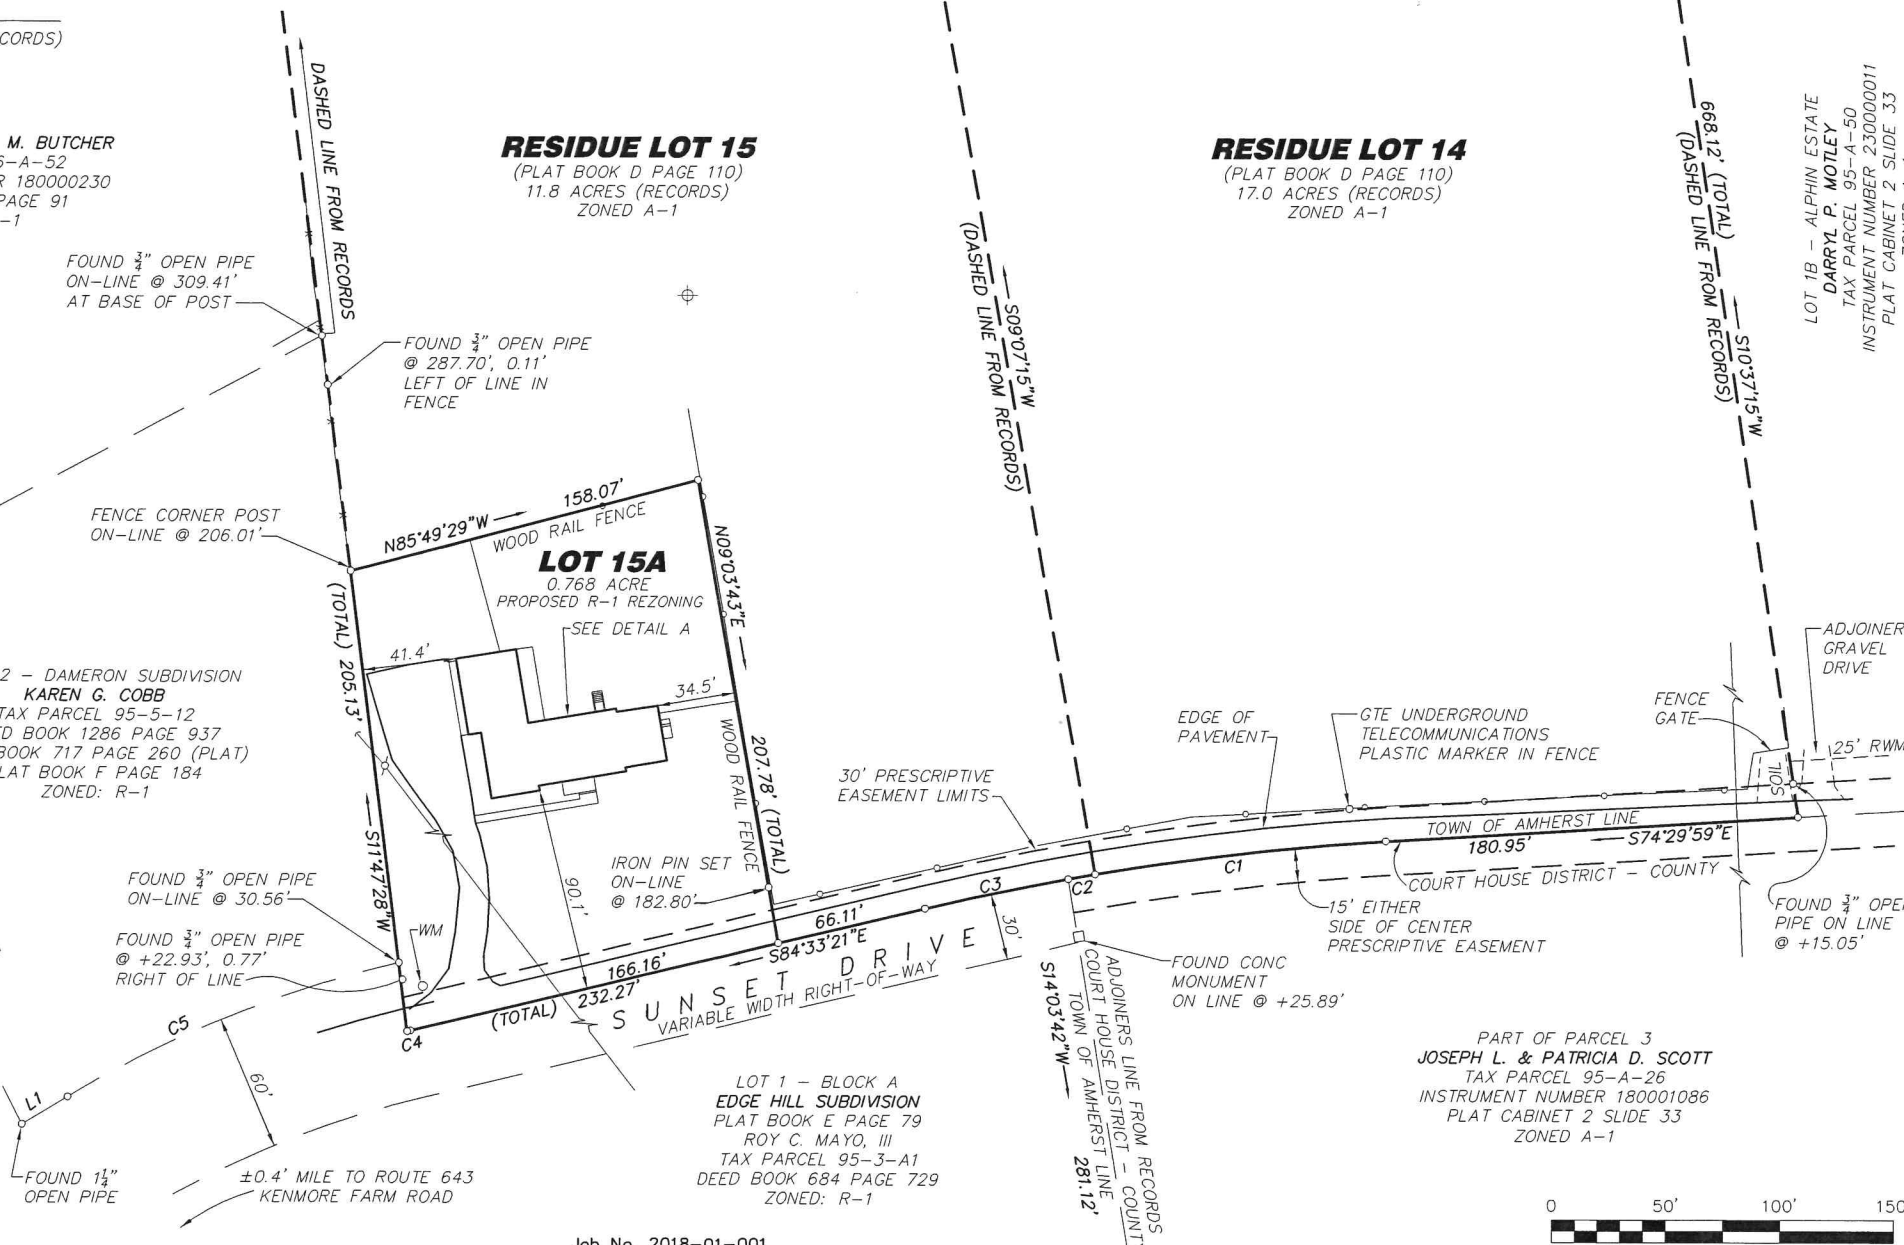 CORDS)
M. BUTCHER
6-A-52
R 180000230
PAGE 91
-1
FOUND 3/4" OPEN PIPE
ON-LINE @ 309.41'
AT BASE OF POST
DASHED LINE FROM RECORDS
RESIDUE LOT 15
(PLAT BOOK D PAGE 110)
11.8 ACRES (RECORDS)
ZONED A-1
FOUND 3/4" OPEN PIPE
@ 287.70', 0.11'
LEFT OF LINE IN
FENCE
RESIDUE LOT 14
(PLAT BOOK D PAGE 110)
17.0 ACRES (RECORDS)
ZONED A-1
S09°07'15"W
(DASHED LINE FROM RECORDS)
668.12' (TOTAL)
(DASHED LINE FROM RECORDS)
S10°37'15"W
LOT 1B - ALPHIN ESTATE
DARRYL P. MOTLEY
TAX PARCEL 95-A-50
INSTRUMENT NUMBER 230000011
PLAT CABINET 2 SLIDE 33
FENCE CORNER POST
ON-LINE @ 206.01'
N85°49'29"W
158.07'
WOOD RAIL FENCE
LOT 15A
0.768 ACRE
PROPOSED R-1 REZONING
SEE DETAIL A
N09°03'43"E
207.78' (TOTAL)
WOOD RAIL FENCE
41.4'
34.5'
90.1'
(TOTAL) 205.13'
S11°47'28"W
2 - DAMERON SUBDIVISION
KAREN G. COBB
TAX PARCEL 95-5-12
ED BOOK 1286 PAGE 937
BOOK 717 PAGE 260 (PLAT)
LAT BOOK F PAGE 184
ZONED: R-1
FOUND 3/4" OPEN PIPE
ON-LINE @ 30.56'
FOUND 3/4" OPEN PIPE
@ +22.93', 0.77'
RIGHT OF LINE
WM
IRON PIN SET
ON-LINE
@ 182.80'
30' PRESCRIPTIVE
EASEMENT LIMITS
EDGE OF
PAVEMENT
GTE UNDERGROUND
TELECOMMUNICATIONS
PLASTIC MARKER IN FENCE
FENCE
GATE
ADJOINER
GRAVEL
DRIVE
25' RWM
SOIL
TOWN OF AMHERST LINE
180.95'
S74°29'59"E
COURT HOUSE DISTRICT - COUNTY
C1
C2
C3
66.11'
S84°33'21"E
166.16'
232.27'
(TOTAL)
C4
C5
L1
30'
60'
SUNSET DRIVE
VARIABLE WIDTH RIGHT-OF-WAY
15' EITHER
SIDE OF CENTER
PRESCRIPTIVE EASEMENT
FOUND 3/4" OPEN
PIPE ON LINE
@ +15.05'
FOUND CONC
MONUMENT
ON LINE @ +25.89'
S14°03'42"W
281.12'
ADJOINERS LINE FROM RECORDS
COURT HOUSE DISTRICT - COUNTY
TOWN OF AMHERST LINE
PART OF PARCEL 3
JOSEPH L. & PATRICIA D. SCOTT
TAX PARCEL 95-A-26
INSTRUMENT NUMBER 180001086
PLAT CABINET 2 SLIDE 33
ZONED A-1
LOT 1 - BLOCK A
EDGE HILL SUBDIVISION
PLAT BOOK E PAGE 79
ROY C. MAYO, III
TAX PARCEL 95-3-A1
DEED BOOK 684 PAGE 729
ZONED: R-1
FOUND 1 1/4"
OPEN PIPE
±0.4' MILE TO ROUTE 643
KENMORE FARM ROAD
0 50' 100' 150
Job No. 2018-01-001